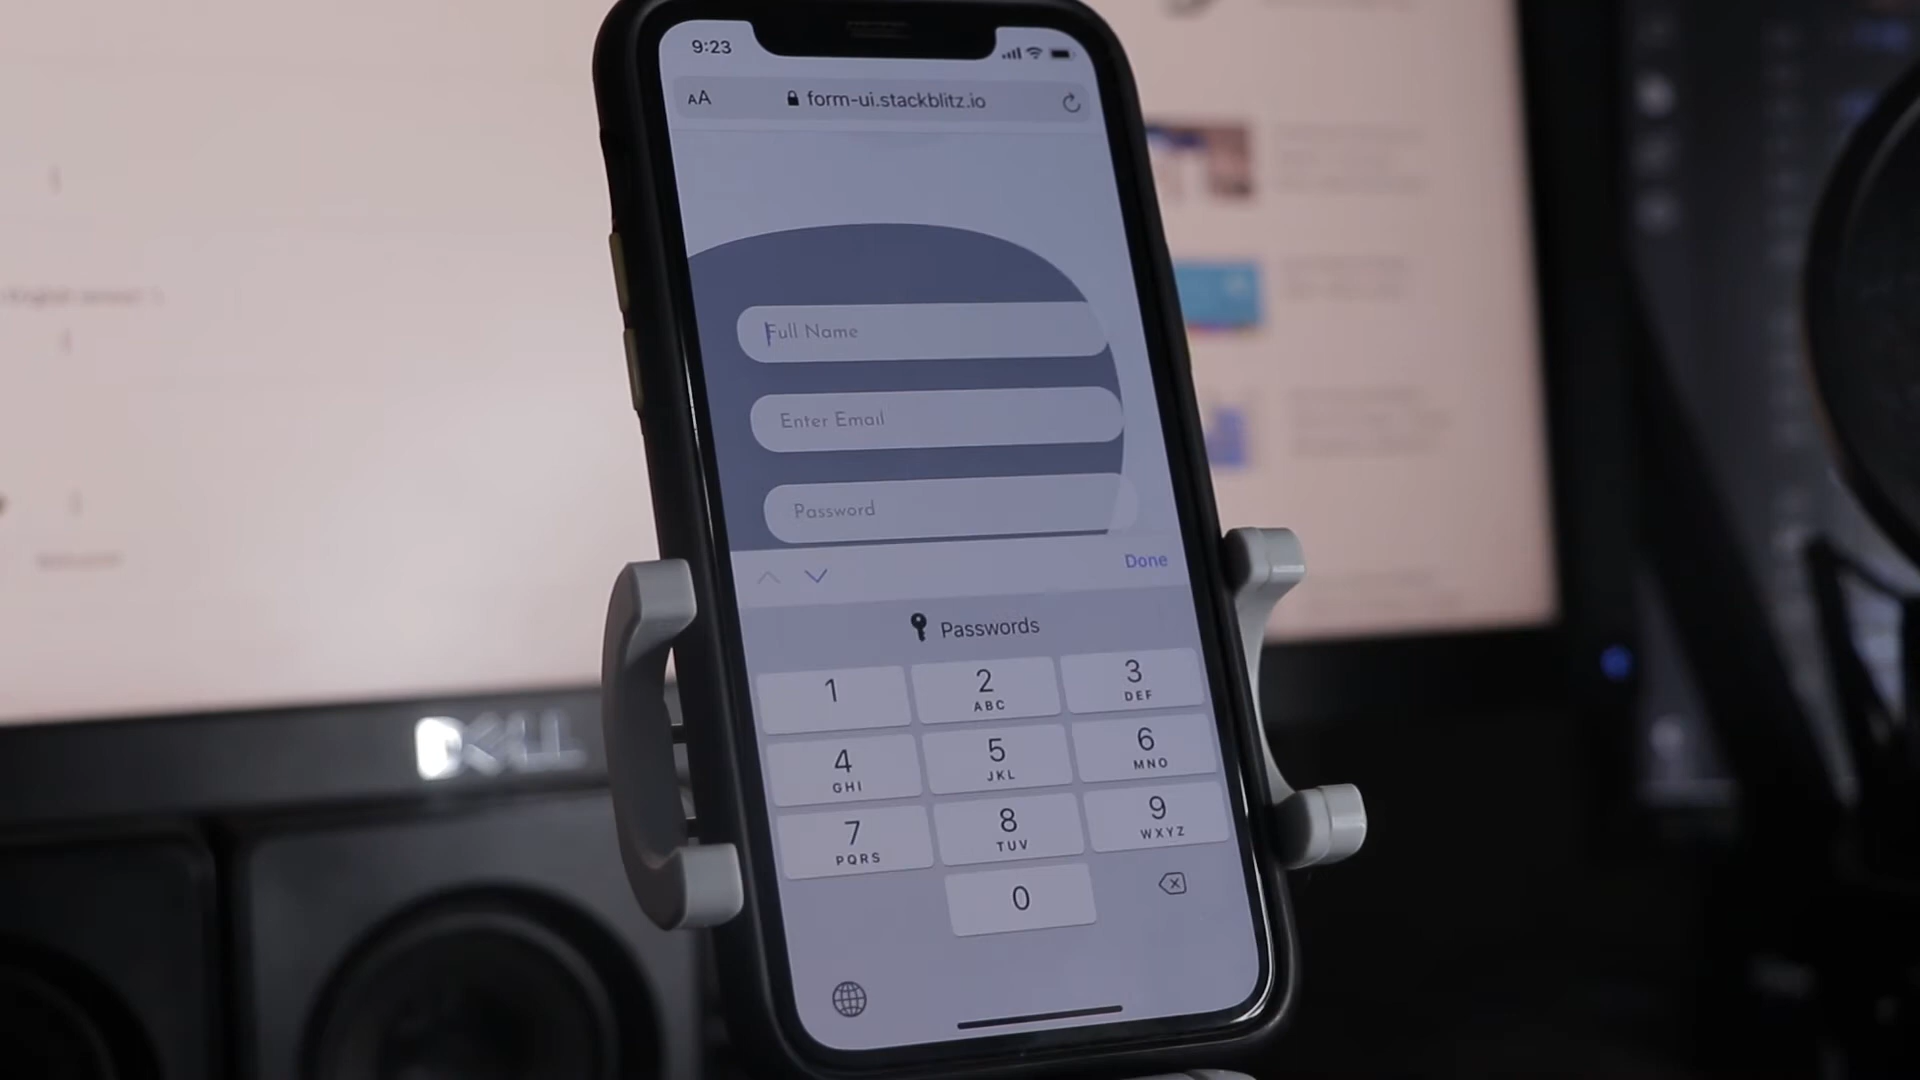 9:23
AA form-ui.stackblitz.io
Full Name
Enter Email
Password
Done
Passwords
1
2
ABC
3
DEF
4
GHI
5
JKL
6
MNO
7
PQRS
8
TUV
9
WXYZ
0
DELL